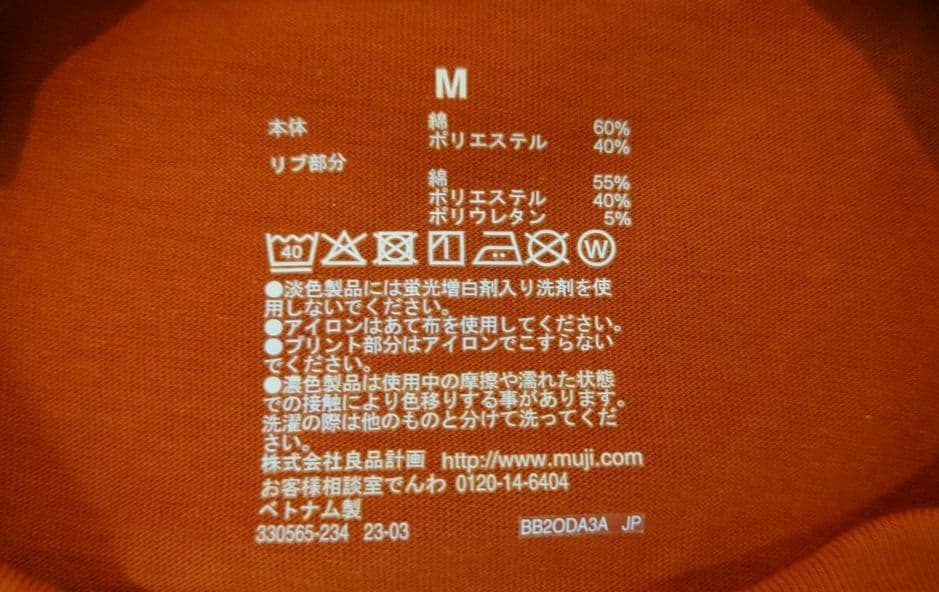 M
本体 綿 60%
ポリエステル 40%
リブ部分
綿 55%
ポリエステル 40%
ポリウレタン 5%
40 W
●淡色製品には蛍光増白剤入り洗剤を使
用しないでください。
●アイロンはあて布を使用してください。
●プリント部分はアイロンでこすらない
でください。
●濃色製品は使用中の摩擦や濡れた状態
での接触により色移りする事があります。
洗濯の際は他のものと分けて洗ってくだ
さい。
株式会社良品計画 http://www.muji.com
お客様相談室でんわ 0120-14-6404
ベトナム製
330565-234 23-03 BB2ODA3A JP